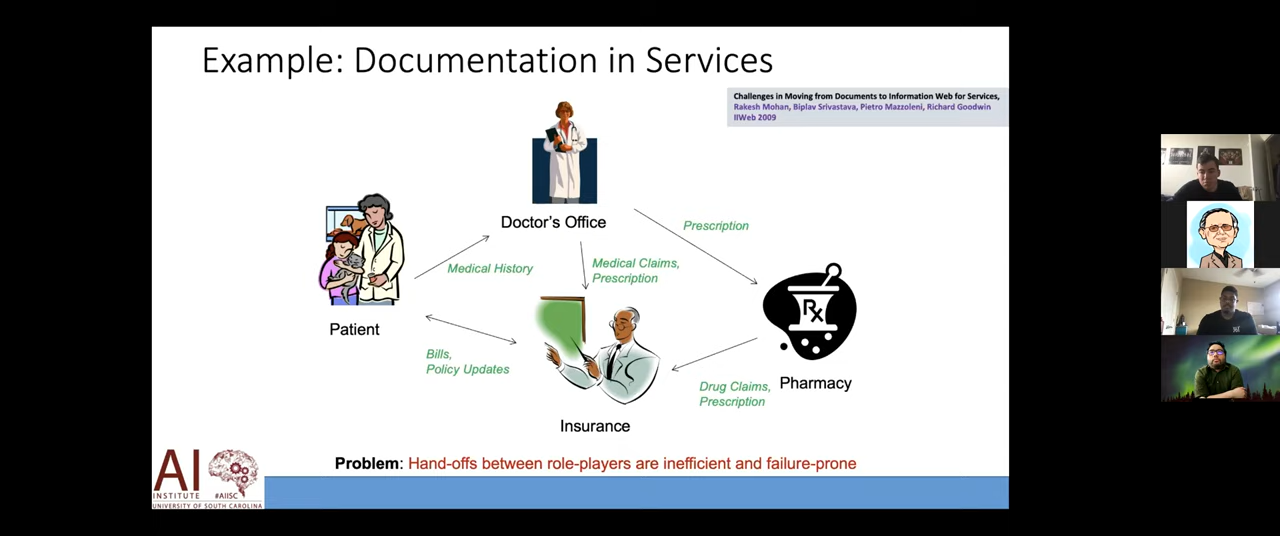 Example: Documentation in Services
Challenges in Moving from Documents to Information Web for Services,
Rakesh Mohan, Biplav Srivastava, Pietro Mazzoleni, Richard Goodwin
IIWeb 2009
Doctor's Office
Prescription
Medical History
Medical Claims,
Prescription
Rx
Patient
Bills,
Policy Updates
Drug Claims,
Prescription
Pharmacy
Insurance
Problem: Hand-offs between role-players are inefficient and failure-prone
AI
INSTITUTE #AIISC
UNIVERSITY OF SOUTH CAROLINA